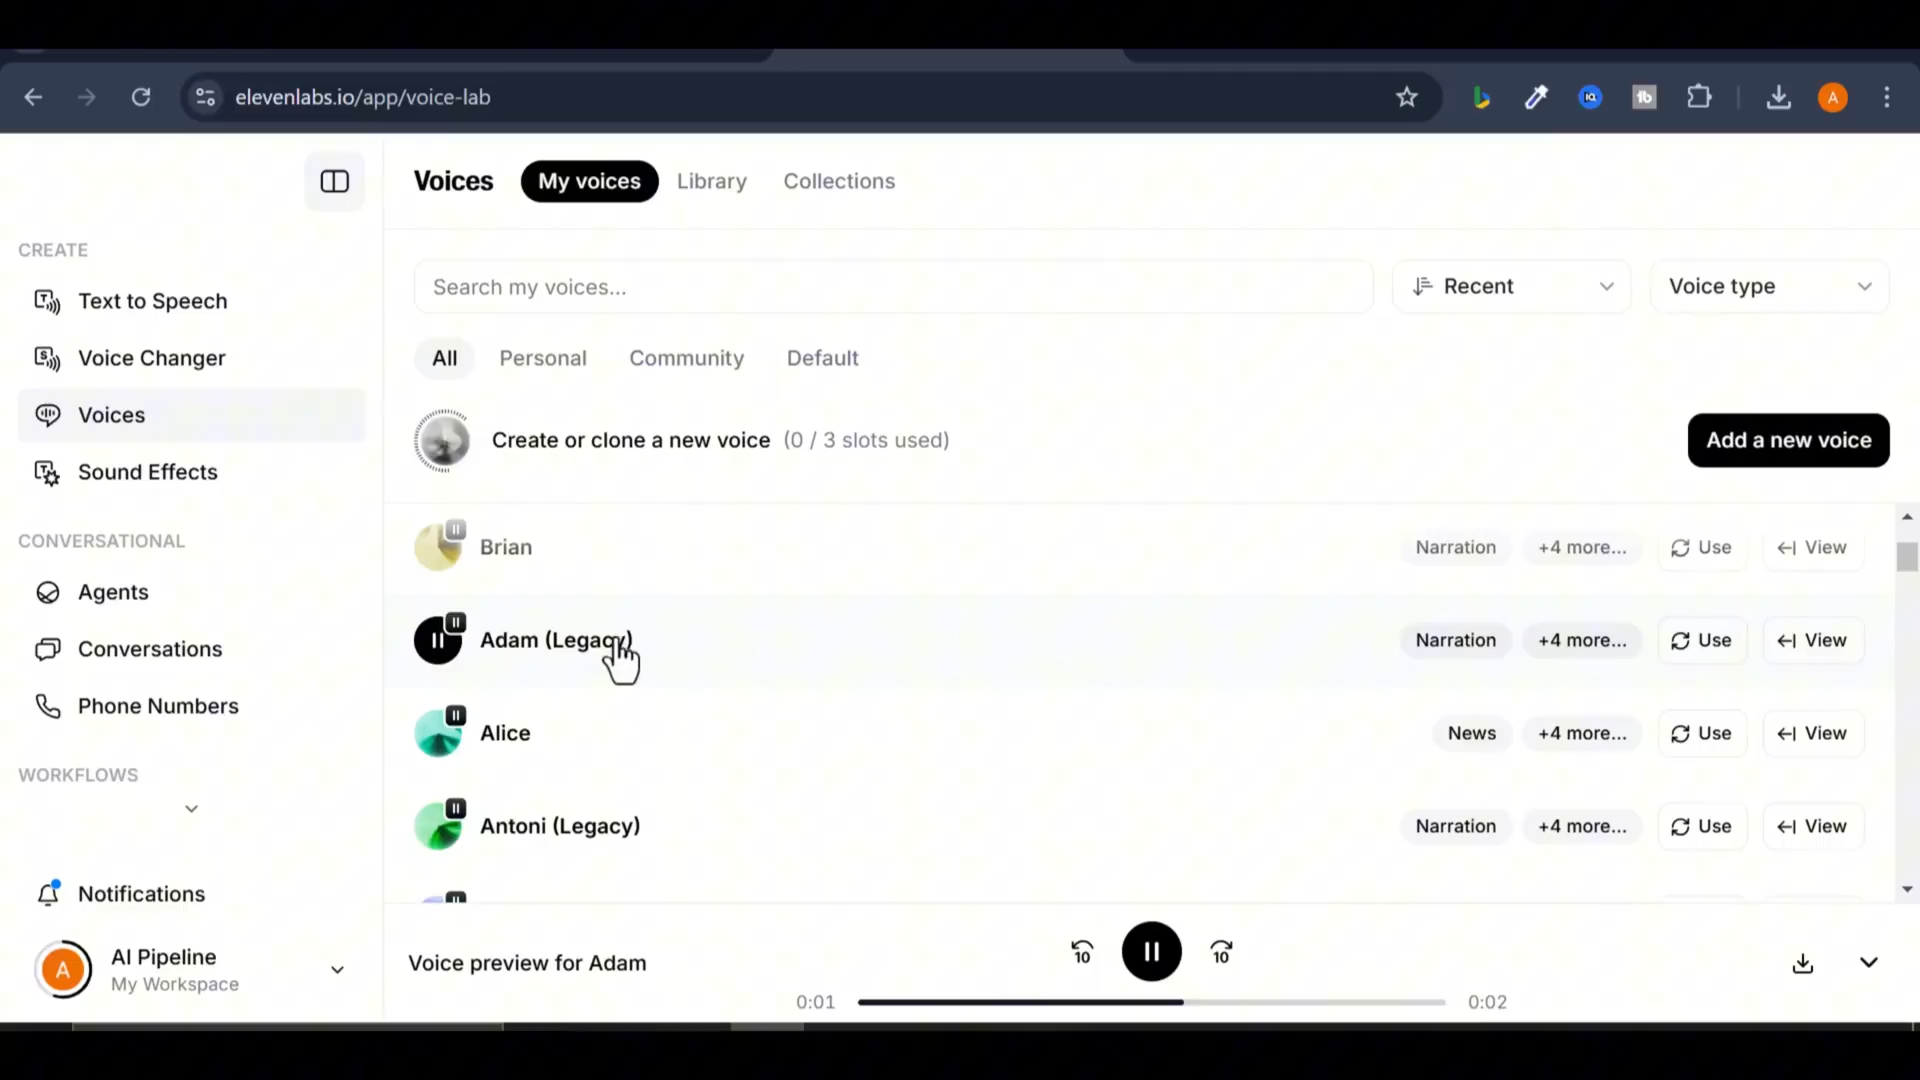 elevenlabs.io/app/voice-lab
A
Voices
My voices
Library
Collections
CREATE
Text to Speech
Voice Changer
Voices
Sound Effects
CONVERSATIONAL
Agents
Conversations
Phone Numbers
WORKFLOWS
Notifications
A
AI Pipeline
My Workspace
Search my voices...
Recent
Voice type
All
Personal
Community
Default
Create or clone a new voice (0 / 3 slots used)
Add a new voice
Brian
Narration
+4 more...
Use
View
Adam (Legacy)
Narration
+4 more...
Use
View
Alice
News
+4 more...
Use
View
Antoni (Legacy)
Narration
+4 more...
Use
View
Voice preview for Adam
10
10
0:01
0:02